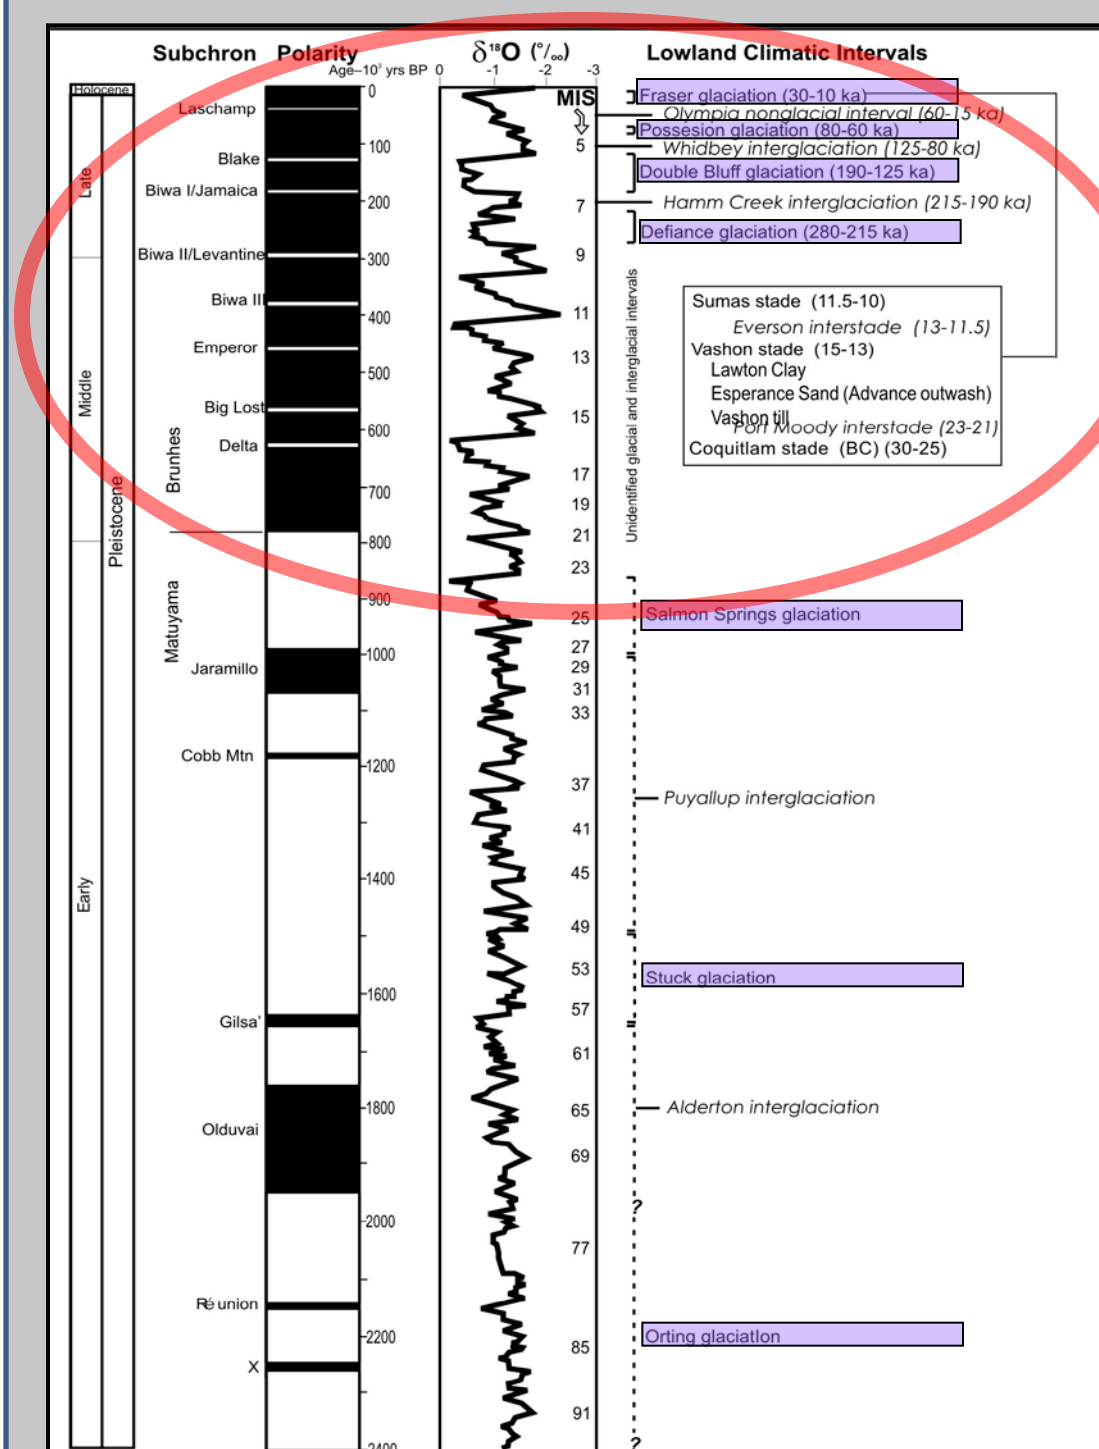 Subchron Polarity δ¹⁸O (°/₀₀) Lowland Climatic Intervals
Age–10³ yrs BP 0 -1 -2 -3
Holocene
0
MIS
Fraser glaciation (30-10 ka)
Laschamp
Olympia nonglacial interval (60-15 ka)
Possesion glaciation (80-60 ka)
100
5
Whidbey interglaciation (125-80 ka)
Blake
Double Bluff glaciation (190-125 ka)
Late
Biwa I/Jamaica
200
7
Hamm Creek interglaciation (215-190 ka)
Defiance glaciation (280-215 ka)
Biwa II/Levantine
300
9
Biwa III
Sumas stade (11.5-10)
400
11
Everson interstade (13-11.5)
Emperor
13
Vashon stade (15-13)
500
Lawton Clay
Middle
Esperance Sand (Advance outwash)
Big Lost
15
Vashon till
600
Port Moody interstade (23-21)
Delta
Coquitlam stade (BC) (30-25)
Unidentified glacial and interglacial intervals
Brunhes
17
700
19
Pleistocene
21
800
23
Matuyama
900
25
Salmon Springs glaciation
27
1000
29
Jaramillo
31
33
Cobb Mtn
1200
37
Puyallup interglaciation
41
1400
45
Early
49
53
Stuck glaciation
1600
57
Gilsa'
61
1800
65
Alderton interglaciation
Olduvai
69
?
2000
77
Réunion
2200
85
Orting glaciation
X
91
2400
?